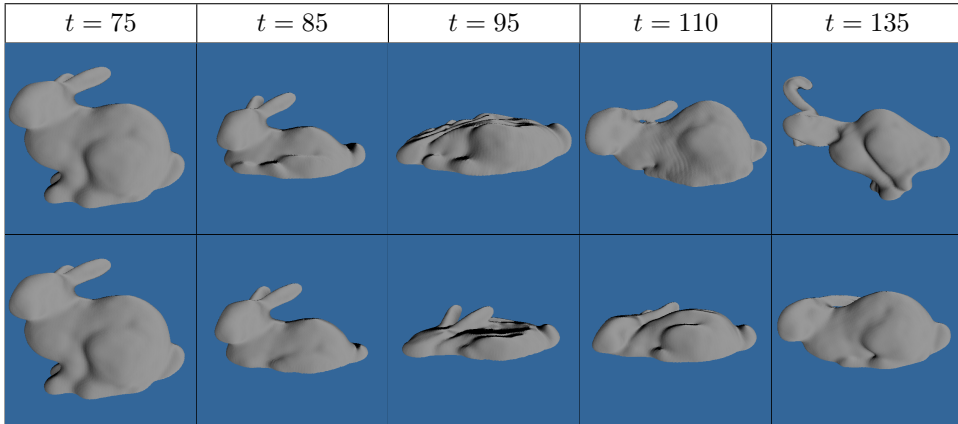 t = 75 t = 85 t = 95 t = 110 t = 135